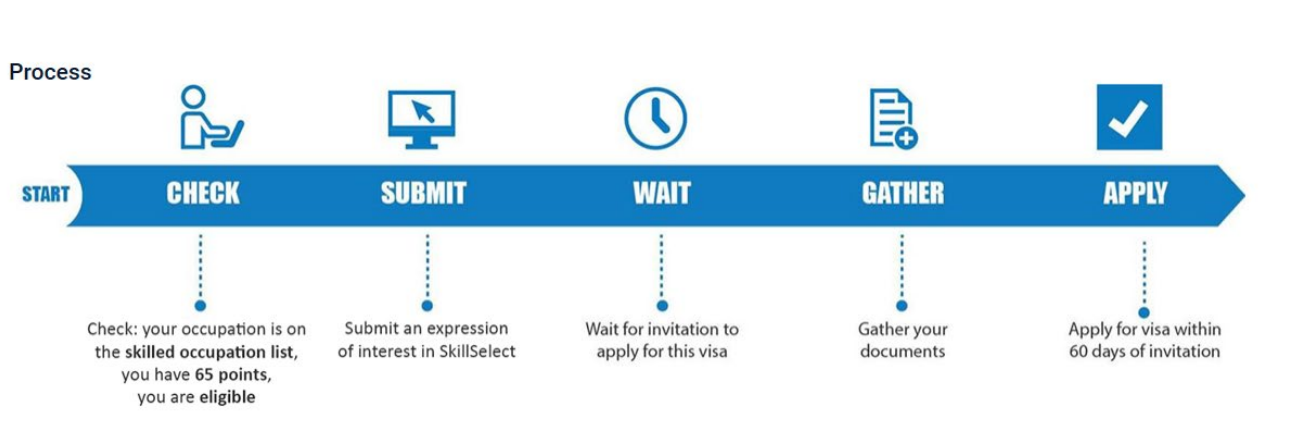 Process
START
CHECK
SUBMIT
WAIT
GATHER
APPLY
Check: your occupation is on
the skilled occupation list,
you have 65 points,
you are eligible
Submit an expression
of interest in SkillSelect
Wait for invitation to
apply for this visa
Gather your
documents
Apply for visa within
60 days of invitation